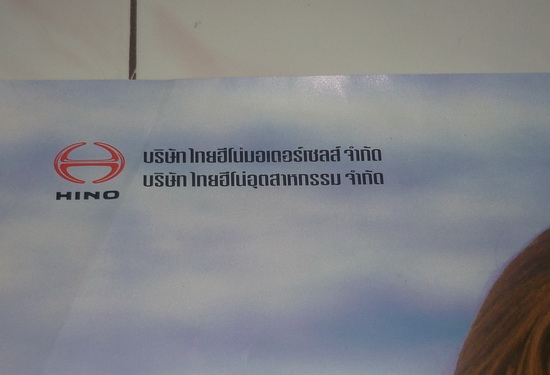 HINO
บริษัท ไทยฮีโน่มอเตอร์เซลส์ จำกัด
บริษัท ไทยฮีโน่อุตสาหกรรม จำกัด